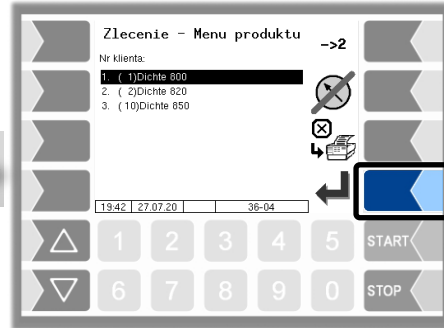 Zlecenie - Menu produktu
->2
Nr klienta:
1. ( 1)Dichte 800
2. ( 2)Dichte 820
3. ( 10)Dichte 850
19:42 27.07.20 36-04
1 2 3 4 5 START
6 7 8 9 0 STOP